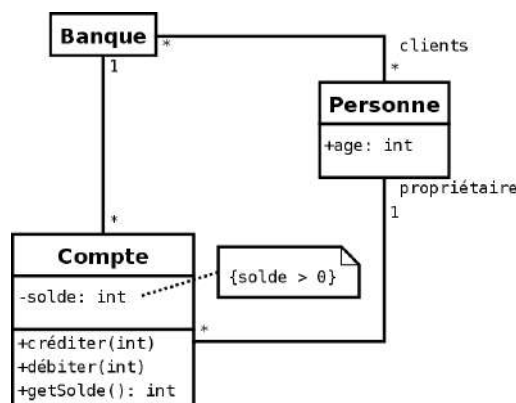 Banque
*
1
clients
*
Personne
+age: int
propriétaire
1
*
Compte
-solde: int
{solde > 0}
*
+créditer(int)
+débiter(int)
+getSolde(): int